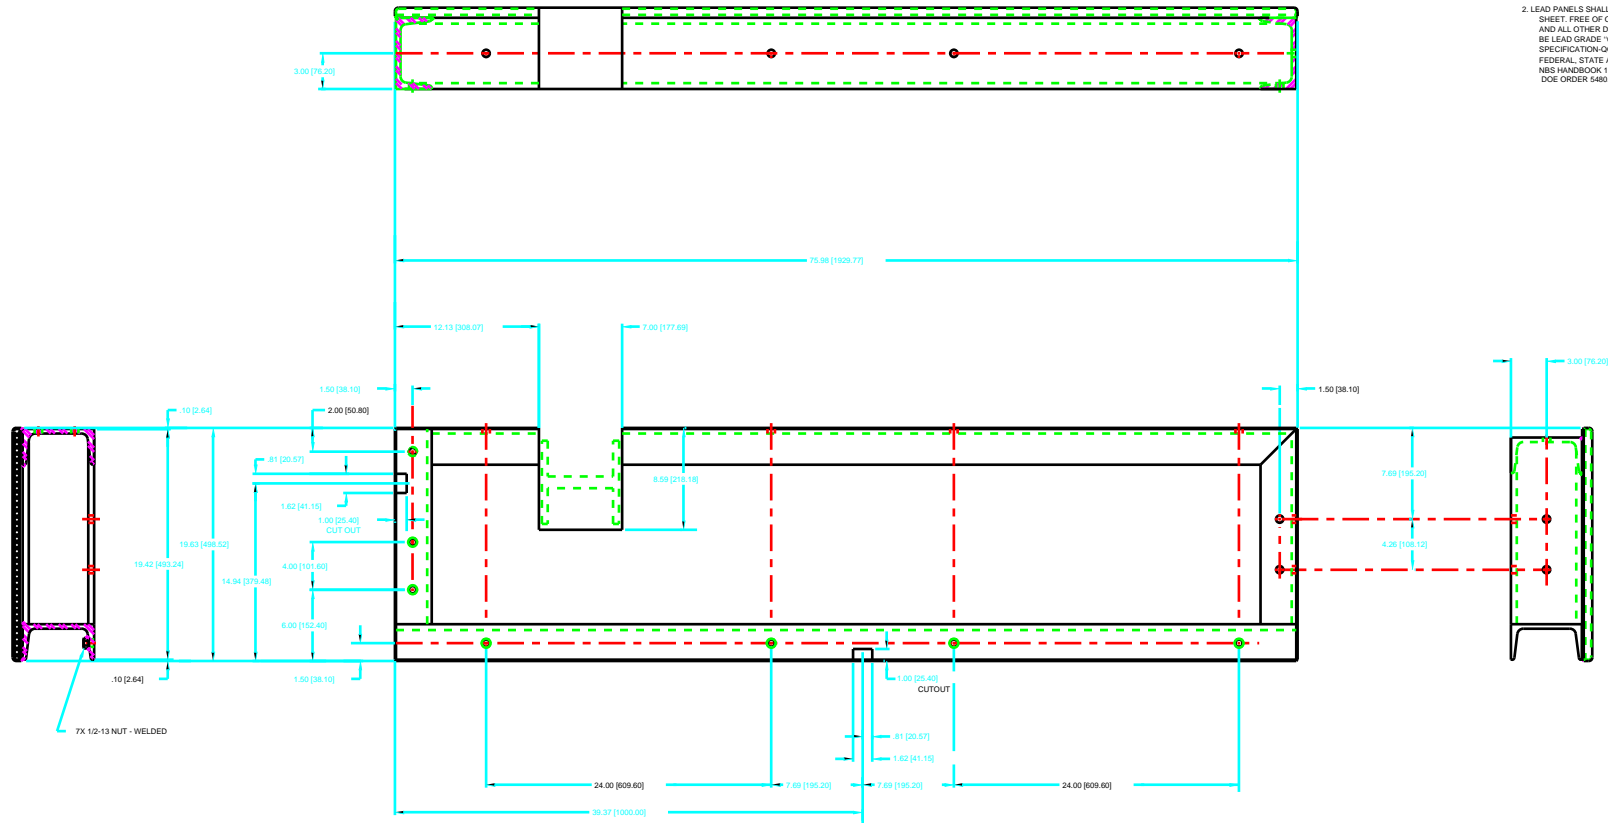 2. LEAD PANELS SHALL
SHEET. FREE OF
AND ALL OTHER
BE LEAD GRADE
SPECIFICATION-
FEDERAL, STATE
NBS HANDBOOK 1
DOE ORDER 5480
3.00 [76.20]
75.98 [1929.77]
12.13 [308.07]
7.00 [177.69]
3.00 [76.20]
1.50 [38.10]
1.50 [38.10]
.10 [2.64]
2.00 [50.80]
.81 [20.57]
7.69 [195.20]
8.59 [218.18]
1.62 [41.15]
1.00 [25.40]
CUT OUT
19.63 [498.52]
4.26 [108.12]
19.42 [493.24]
4.00 [101.60]
14.94 [379.48]
6.00 [152.40]
.10 [2.64]
1.50 [38.10]
1.00 [25.40]
CUTOUT
7X 1/2-13 NUT - WELDED
.81 [20.57]
1.62 [41.15]
24.00 [609.60]
7.69 [195.20]
7.69 [195.20]
24.00 [609.60]
39.37 [1000.00]